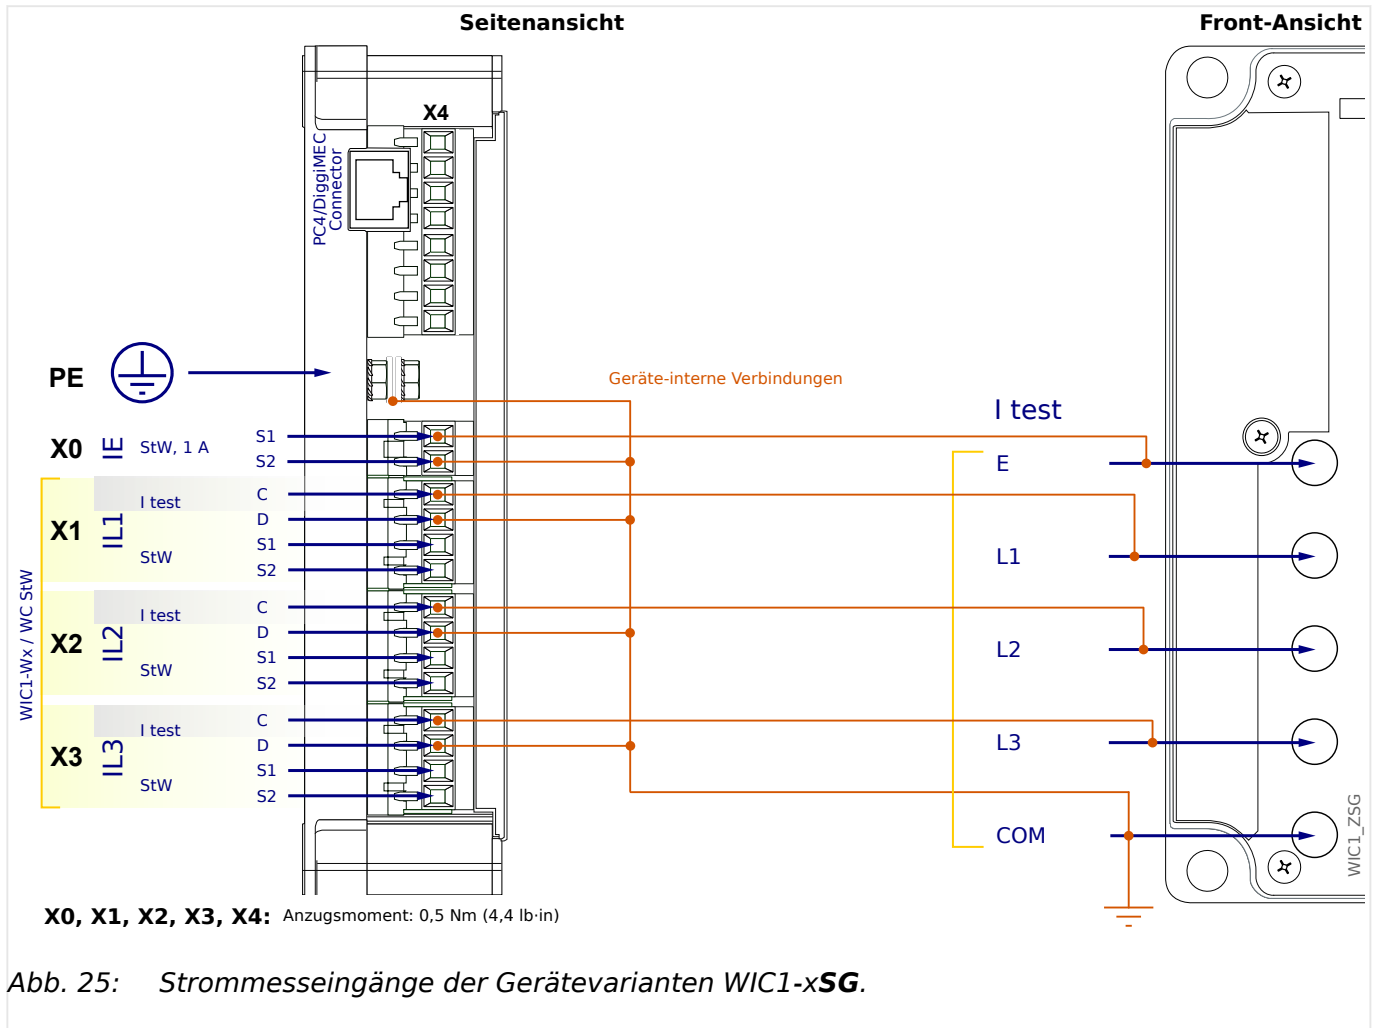 Seitenansicht
Front-Ansicht
X4
PC4/DiggiMEC
Connector
PE
Geräte-interne Verbindungen
I test
X0
IE
StW, 1 A
S1
S2
E
WIC1-Wx / WC StW
X1
IL1
I test
StW
C
D
S1
S2
L1
X2
IL2
I test
StW
C
D
S1
S2
L2
X3
IL3
I test
StW
C
D
S1
S2
L3
COM
WIC1_ZSG
X0, X1, X2, X3, X4: Anzugsmoment: 0,5 Nm (4,4 lb·in)
Abb. 25: Strommesseingänge der Gerätevarianten WIC1-xSG.